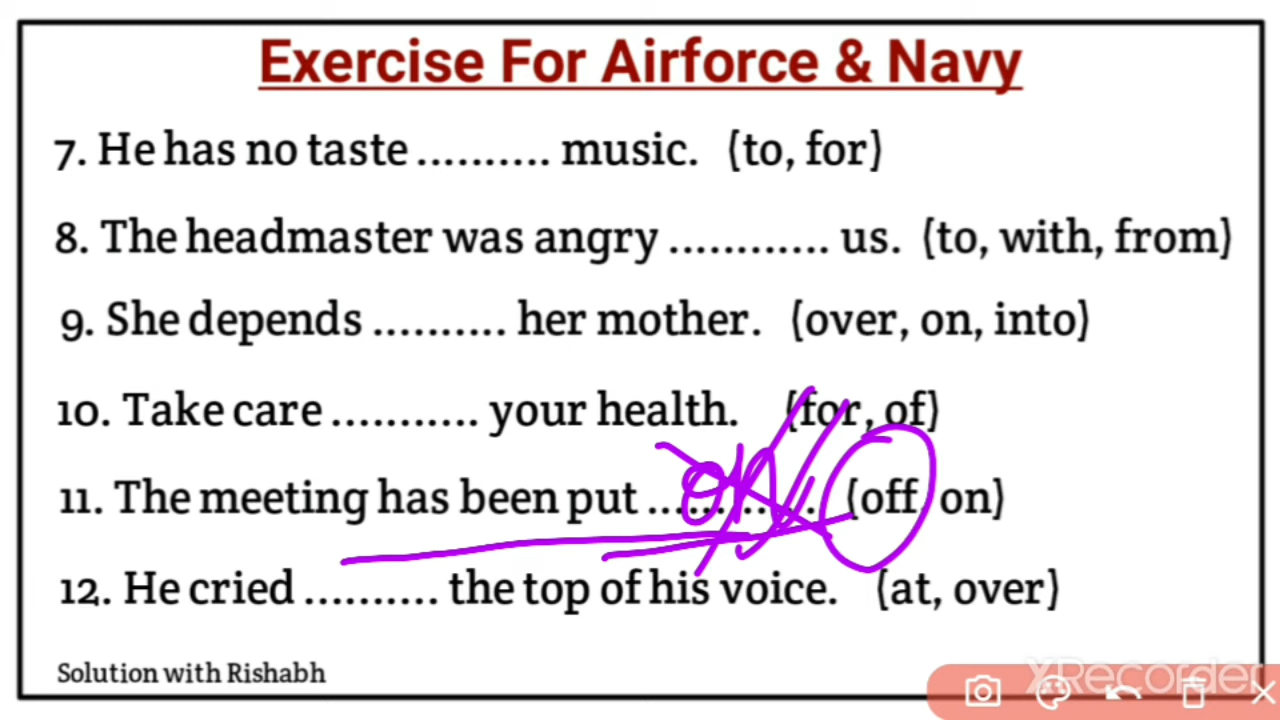 Exercise For Airforce & Navy
7. He has no taste .......... music. (to, for)
8. The headmaster was angry ............ us. (to, with, from)
9. She depends .......... her mother. (over, on, into)
10. Take care ........... your health. (for, of)
11. The meeting has been put ............. (off, on)
on
12. He cried .......... the top of his voice. (at, over)
Solution with Rishabh
XRecorder